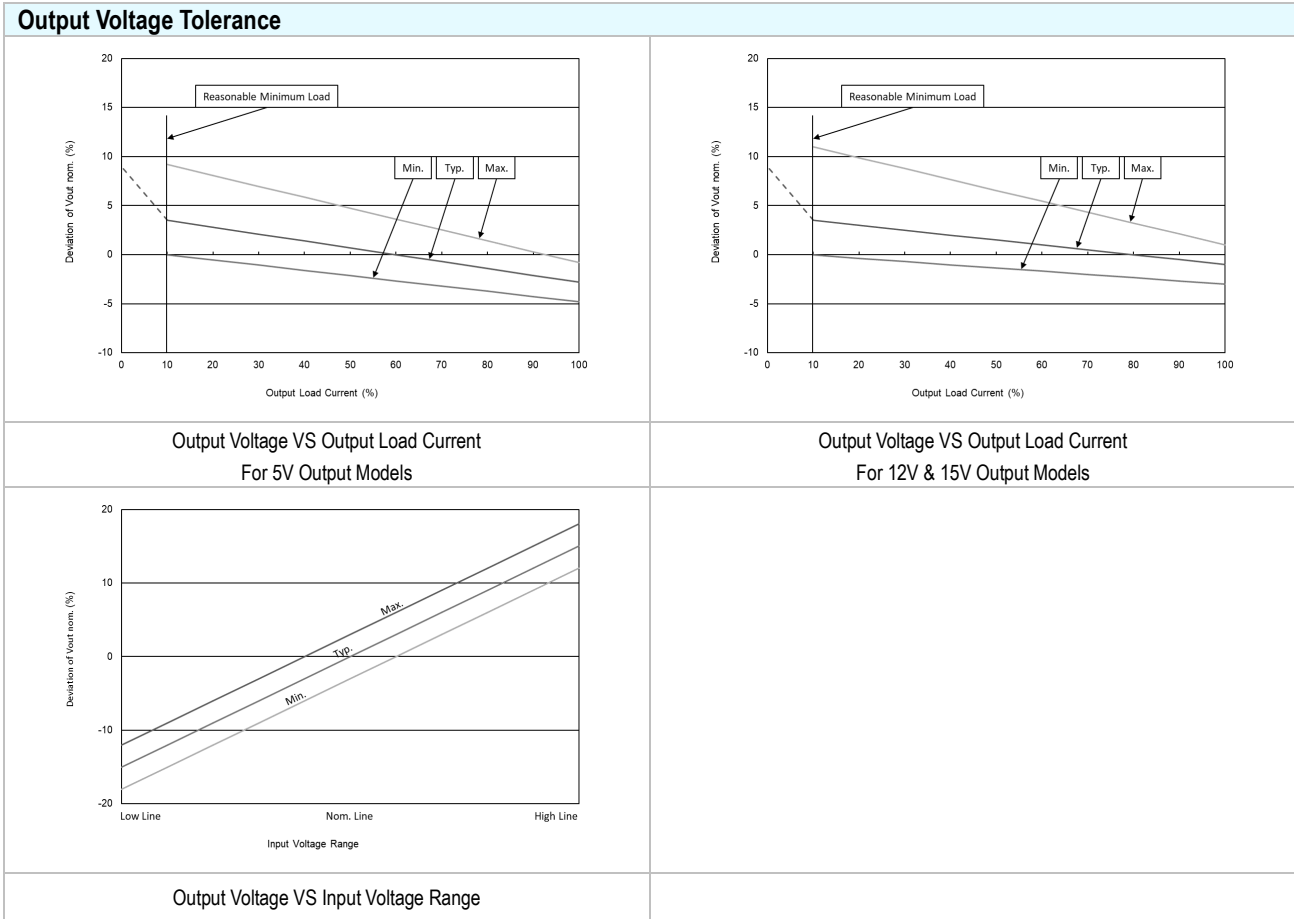 Output Voltage Tolerance
20
15
10
5
0
-5
-10
Deviation of Vout nom. (%)
Reasonable Minimum Load
Min. Typ. Max.
0 10 20 30 40 50 60 70 80 90 100
Output Load Current (%)
Output Voltage VS Output Load Current
For 5V Output Models
20
15
10
5
0
-5
-10
Deviation of Vout nom. (%)
Reasonable Minimum Load
Min. Typ. Max.
0 10 20 30 40 50 60 70 80 90 100
Output Load Current (%)
Output Voltage VS Output Load Current
For 12V & 15V Output Models
20
10
0
-10
-20
Deviation of Vout nom. (%)
Max.
Typ.
Min.
Low Line Nom. Line High Line
Input Voltage Range
Output Voltage VS Input Voltage Range